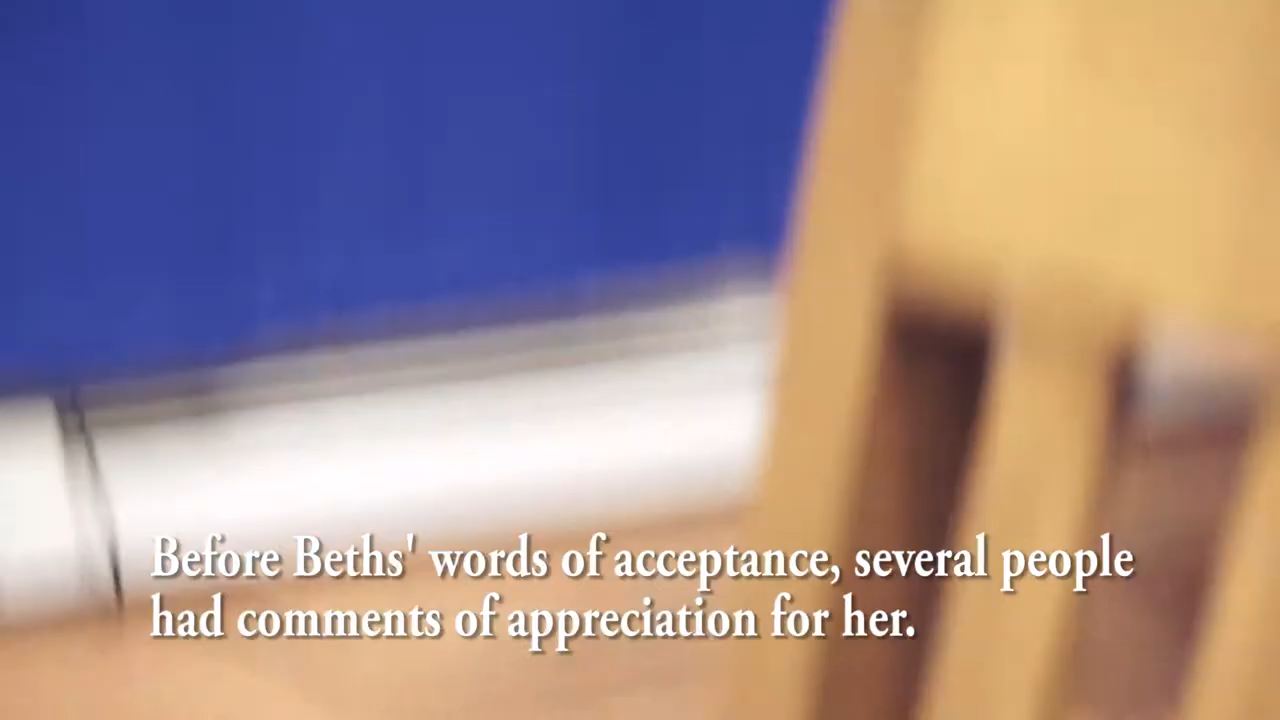 Before Beths' words of acceptance, several people
had comments of appreciation for her.